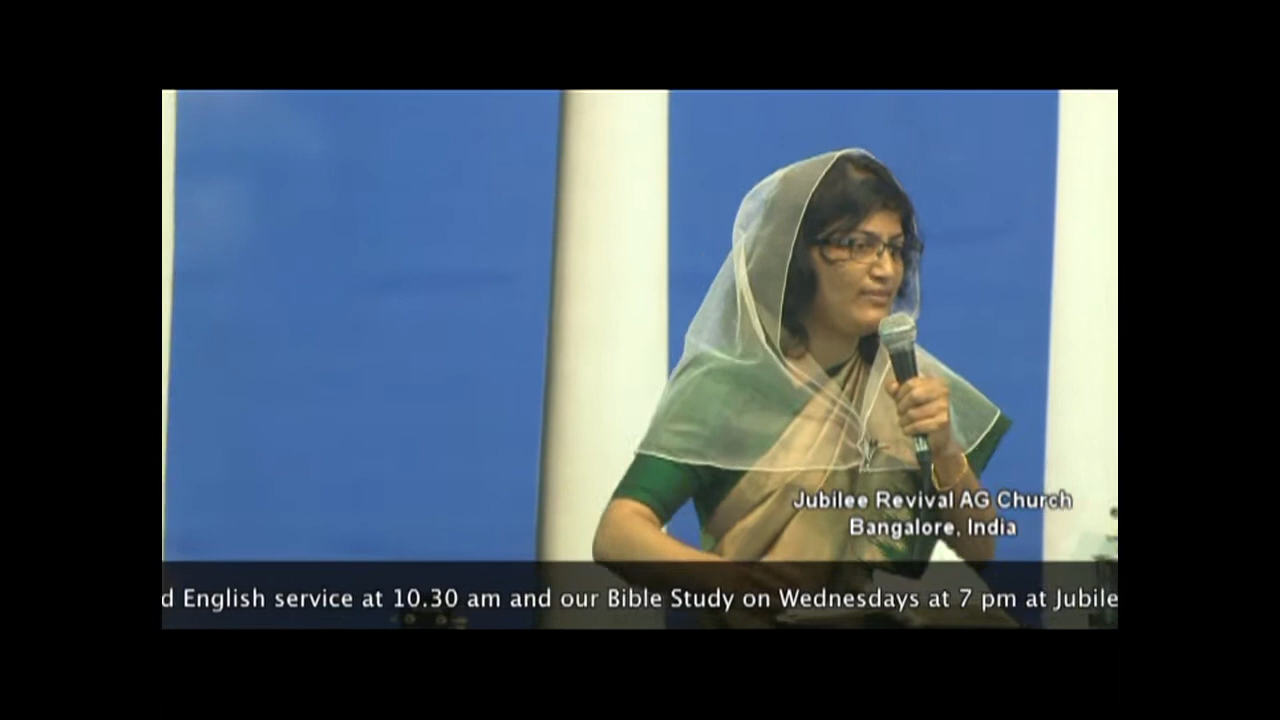 Jubilee Revival AG Church
Bangalore, India
d English service at 10.30 am and our Bible Study on Wednesdays at 7 pm at Jubile